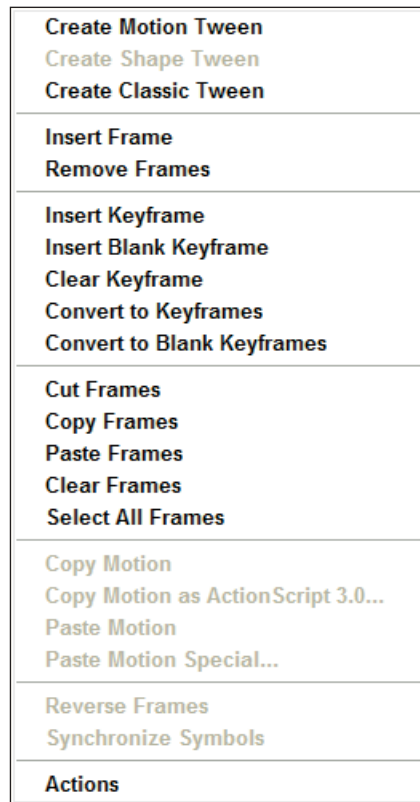 Create Motion Tween
Create Shape Tween
Create Classic Tween
Insert Frame
Remove Frames
Insert Keyframe
Insert Blank Keyframe
Clear Keyframe
Convert to Keyframes
Convert to Blank Keyframes
Cut Frames
Copy Frames
Paste Frames
Clear Frames
Select All Frames
Copy Motion
Copy Motion as ActionScript 3.0...
Paste Motion
Paste Motion Special...
Reverse Frames
Synchronize Symbols
Actions